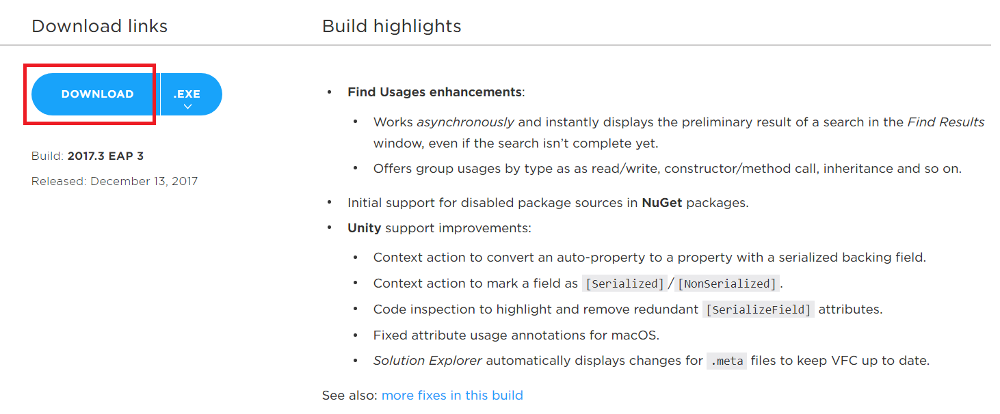 Download links
Build highlights
DOWNLOAD
.EXE
Build: 2017.3 EAP 3
Released: December 13, 2017
• Find Usages enhancements:
• Works asynchronously and instantly displays the preliminary result of a search in the Find Results
window, even if the search isn’t complete yet.
• Offers group usages by type as as read/write, constructor/method call, inheritance and so on.
• Initial support for disabled package sources in NuGet packages.
• Unity support improvements:
• Context action to convert an auto-property to a property with a serialized backing field.
• Context action to mark a field as [Serialized]/[NonSerialized].
• Code inspection to highlight and remove redundant [SerializeField] attributes.
• Fixed attribute usage annotations for macOS.
• Solution Explorer automatically displays changes for .meta files to keep VFC up to date.
See also: more fixes in this build